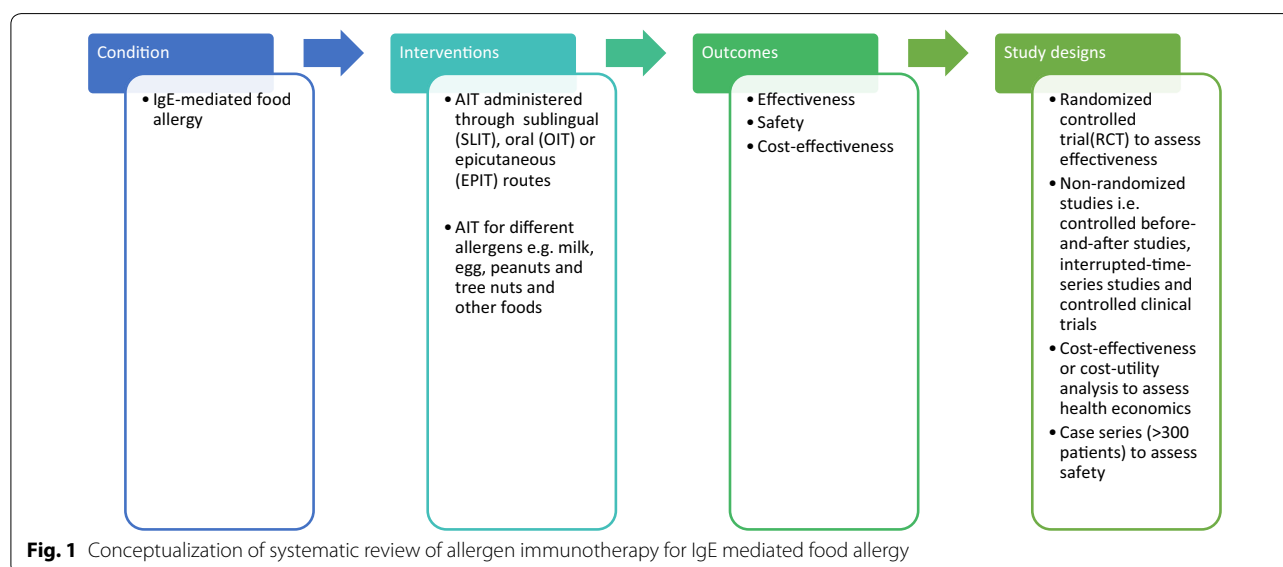 Condition
• IgE-mediated food
allergy
Interventions
• AIT administered
through sublingual
(SLIT), oral (OIT) or
epicutaneous
(EPIT) routes
• AIT for different
allergens e.g. milk,
egg, peanuts and
tree nuts and
other foods
Outcomes
• Effectiveness
• Safety
• Cost-effectiveness
Study designs
• Randomized
controlled
trial(RCT) to assess
effectiveness
• Non-randomized
studies i.e.
controlled before-
and-after studies,
interrupted-time-
series studies and
controlled clinical
trials
• Cost-effectiveness
or cost-utility
analysis to assess
health economics
• Case series (>300
patients) to assess
safety
Fig. 1 Conceptualization of systematic review of allergen immunotherapy for IgE mediated food allergy